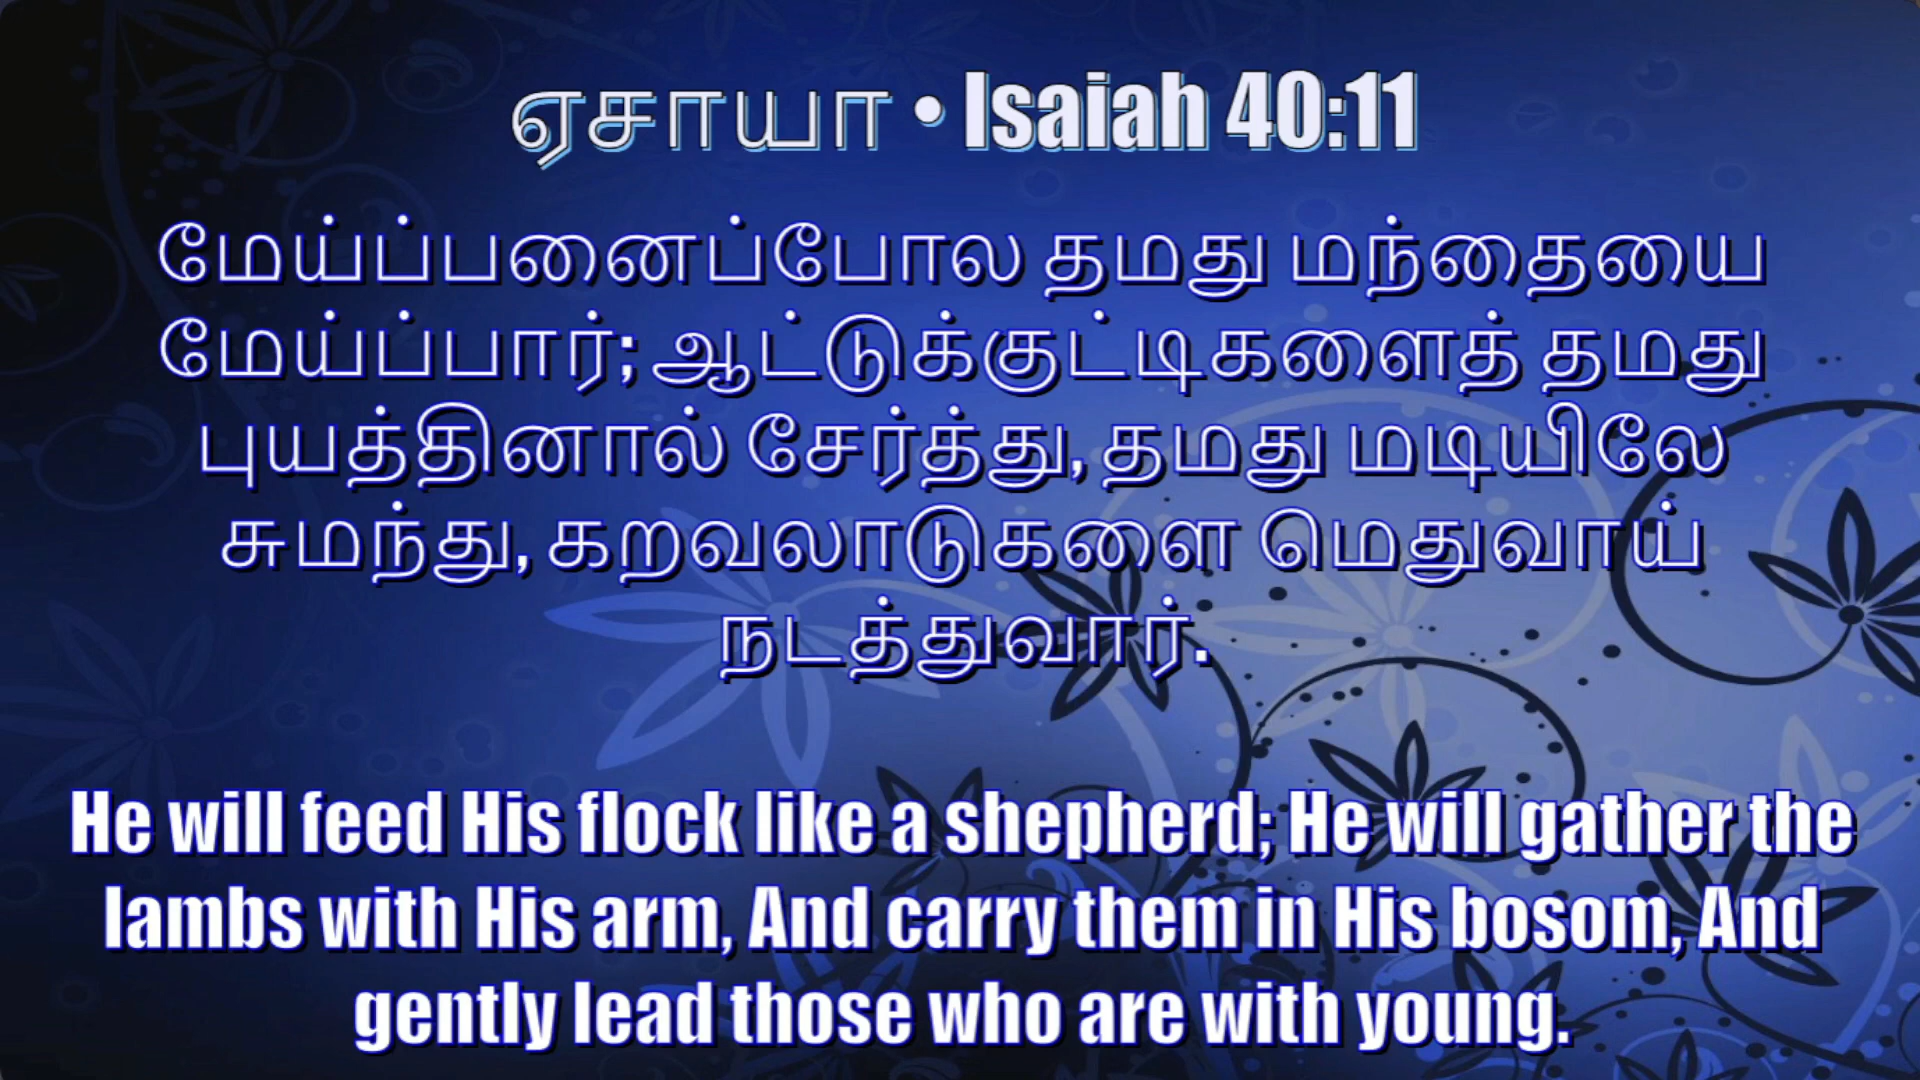 ஏசாயா • Isaiah 40:11
மேய்ப்பனைப்போல தமது மந்தையை
மேய்ப்பார்; ஆட்டுக்குட்டிகளைத் தமது
புயத்தினால் சேர்த்து, தமது மடியிலே
சுமந்து, கறவலாடுகளை மெதுவாய்
நடத்துவார்.
He will feed His flock like a shepherd; He will gather the
lambs with His arm, And carry them in His bosom, And
gently lead those who are with young.